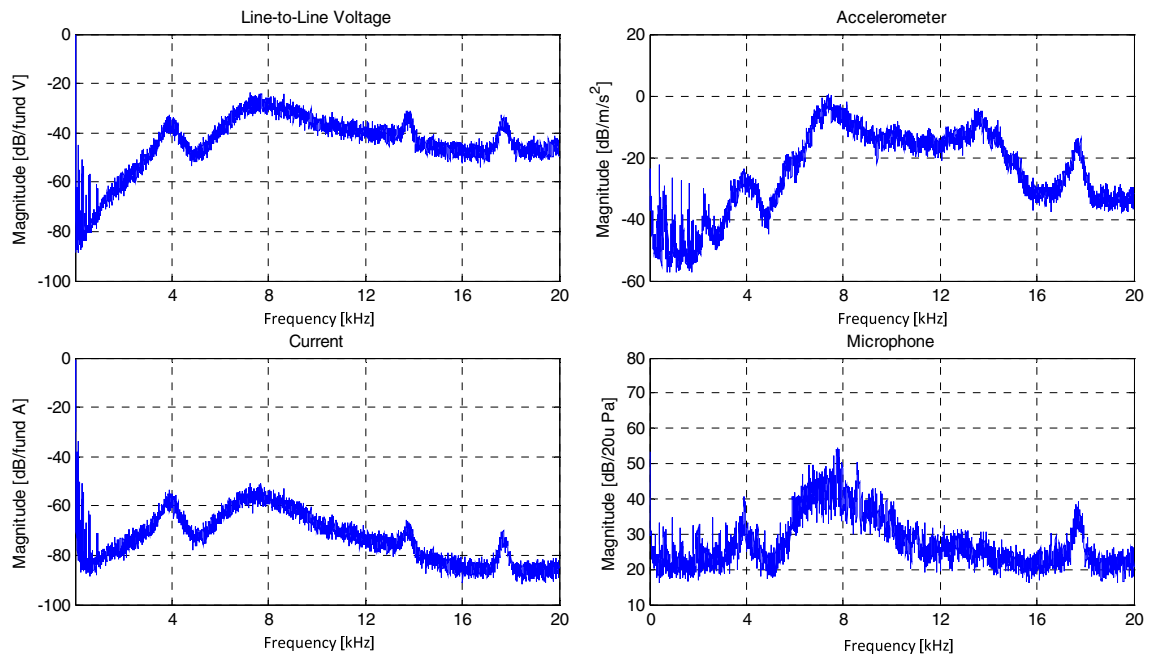 Line-to-Line Voltage
Magnitude [dB/fund V]
0
-20
-40
-60
-80
-100
4 8 12 16 20
Frequency [kHz]
Accelerometer
Magnitude [dB/m/s²]
20
0
-20
-40
-60
4 8 12 16 20
Frequency [kHz]
Current
Magnitude [dB/fund A]
0
-20
-40
-60
-80
-100
4 8 12 16 20
Frequency [kHz]
Microphone
Magnitude [dB/20u Pa]
80
70
60
50
40
30
20
10
0 4 8 12 16 20
Frequency [kHz]